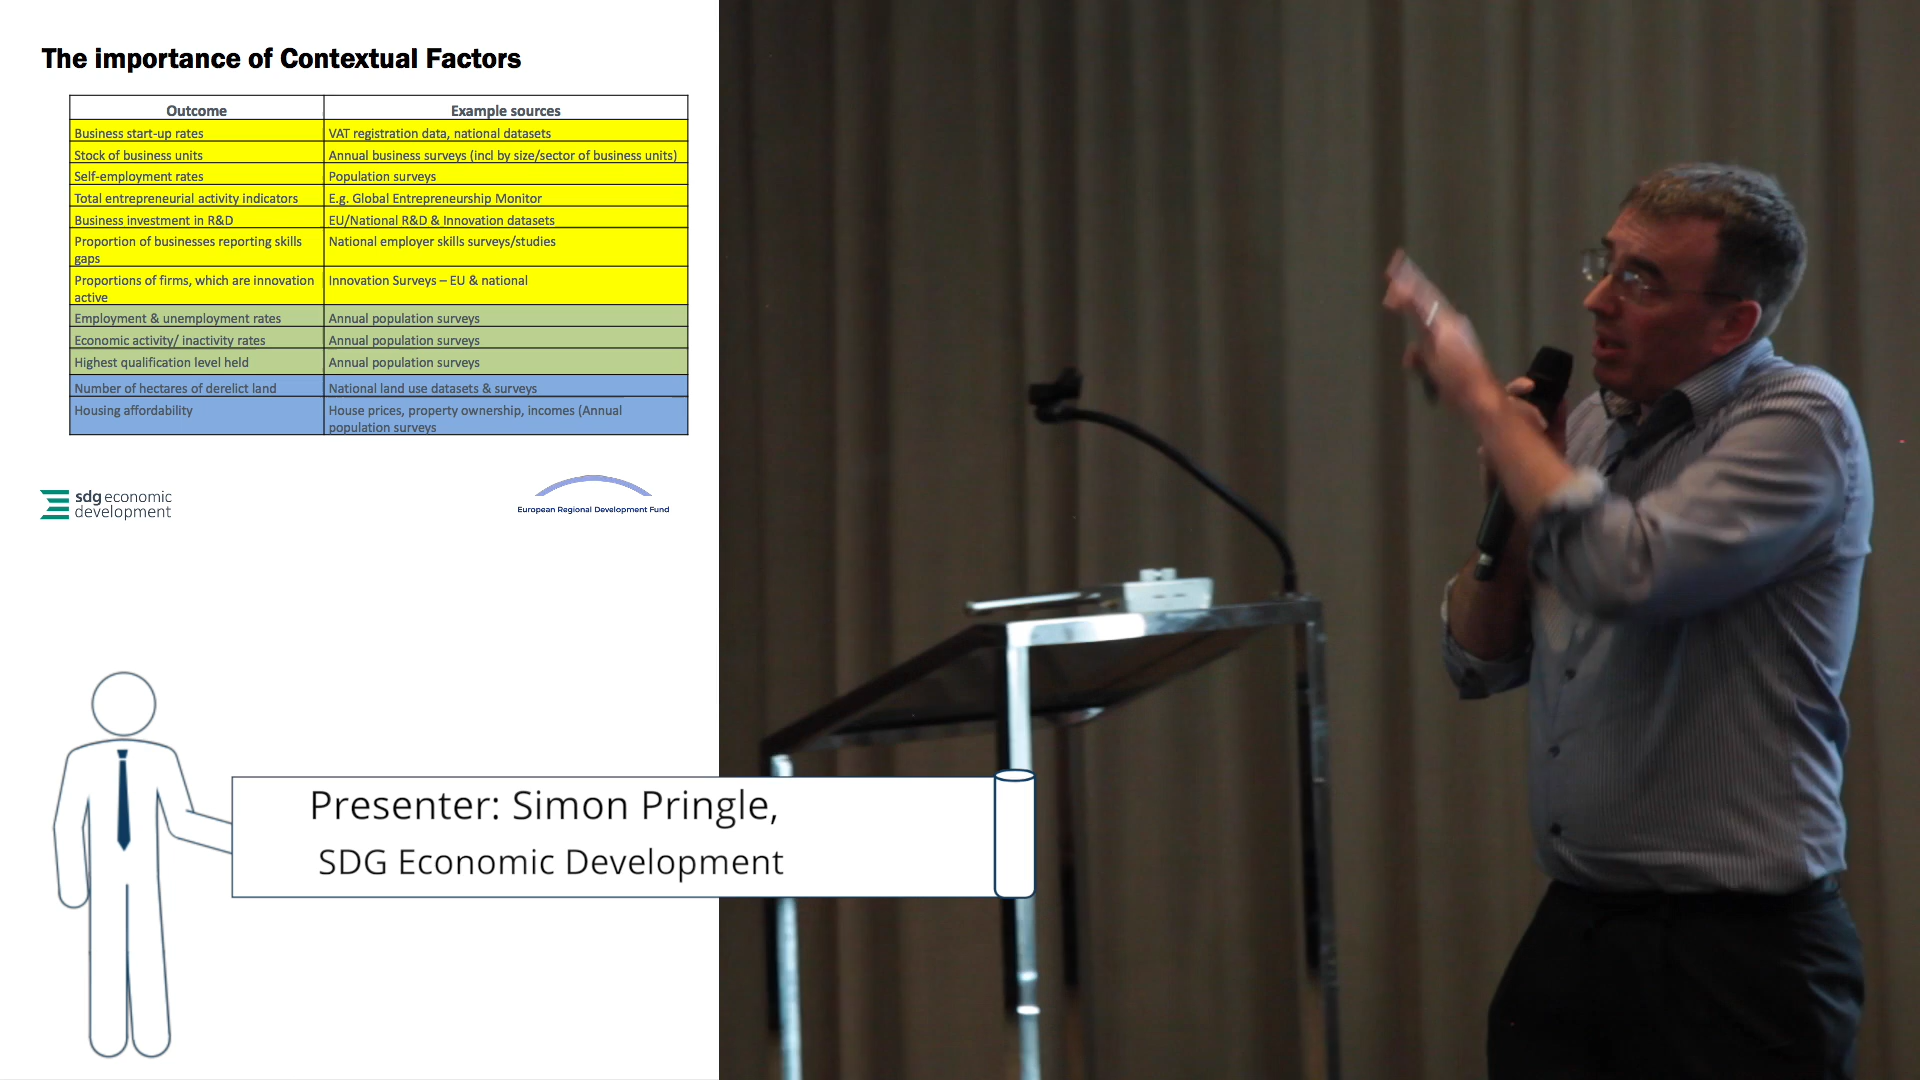 The importance of Contextual Factors
Outcome Example sources
Business start-up rates VAT registration data, national datasets
Stock of business units Annual business surveys (incl by size/sector of business units)
Self-employment rates Population surveys
Total entrepreneurial activity indicators E.g. Global Entrepreneurship Monitor
Business investment in R&D EU/National R&D & Innovation datasets
Proportion of businesses reporting skills National employer skills surveys/studies
gaps
Proportions of firms, which are innovation Innovation Surveys – EU & national
active
Employment & unemployment rates Annual population surveys
Economic activity/ inactivity rates Annual population surveys
Highest qualification level held Annual population surveys
Number of hectares of derelict land National land use datasets & surveys
Housing affordability House prices, property ownership, incomes (Annual
population surveys
sdg economic
development
European Regional Development Fund
Presenter: Simon Pringle,
SDG Economic Development